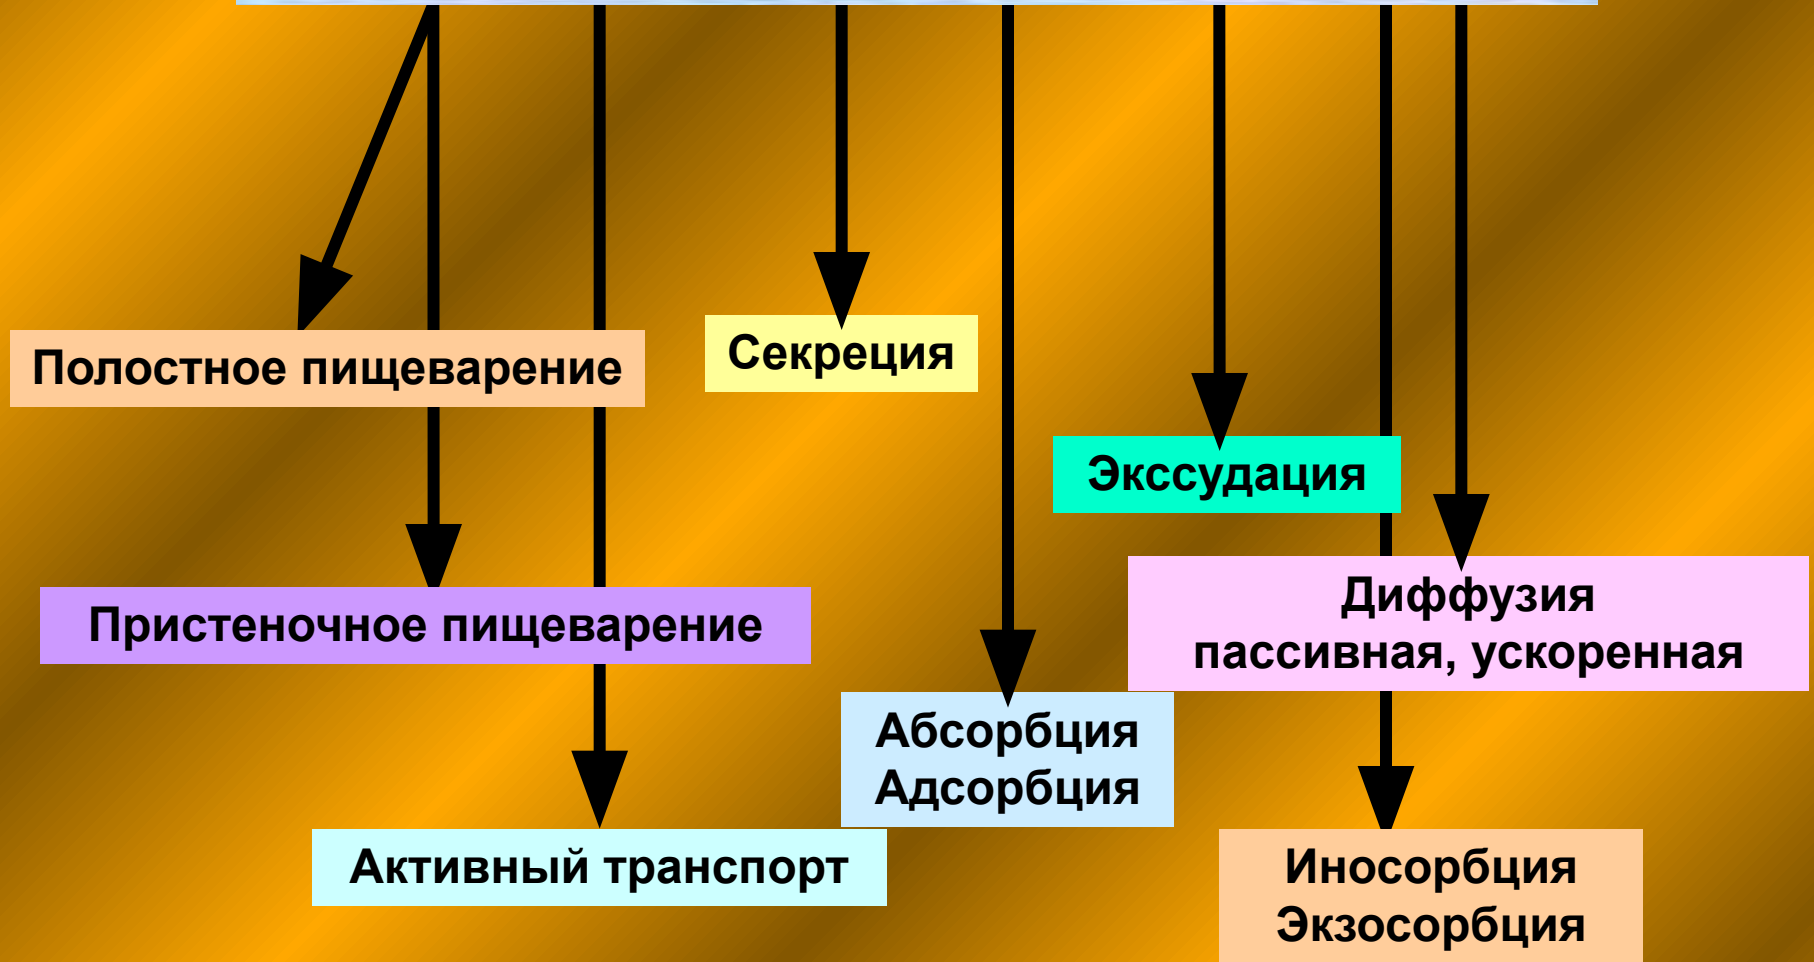 Полостное пищеварение
Секреция
Экссудация
Пристеночное пищеварение
Диффузия
пассивная, ускоренная
Абсорбция
Адсорбция
Активный транспорт
Иносорбция
Экзосорбция